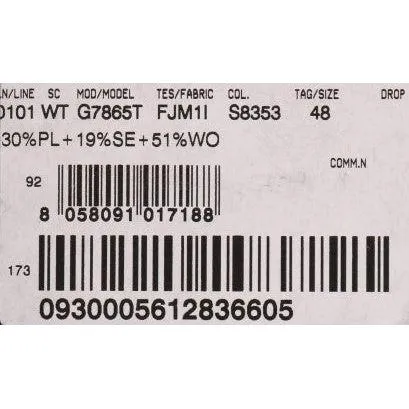 N/LINE SC MOD/MODEL TES/FABRIC COL. TAG/SIZE DROP
0101 WT G7865T FJM1I S8353 48
30%PL+19%SE+51%WO
COMM.N
92
8 058091 017188
173
0930005612836605